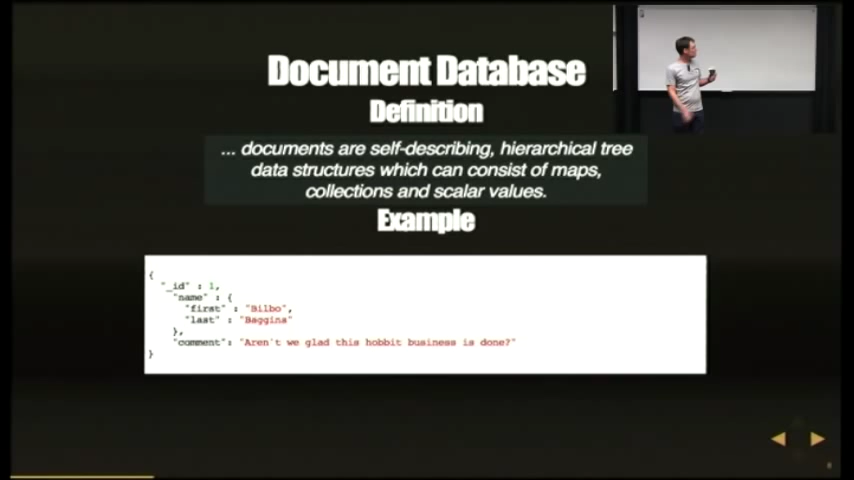 Document Database
Definition
... documents are self-describing, hierarchical tree
data structures which can consist of maps,
collections and scalar values.
Example
{
"_id" : 1,
"name" : {
"first" : "Bilbo",
"last" : "Baggins"
},
"comment": "Aren't we glad this hobbit business is done?"
}